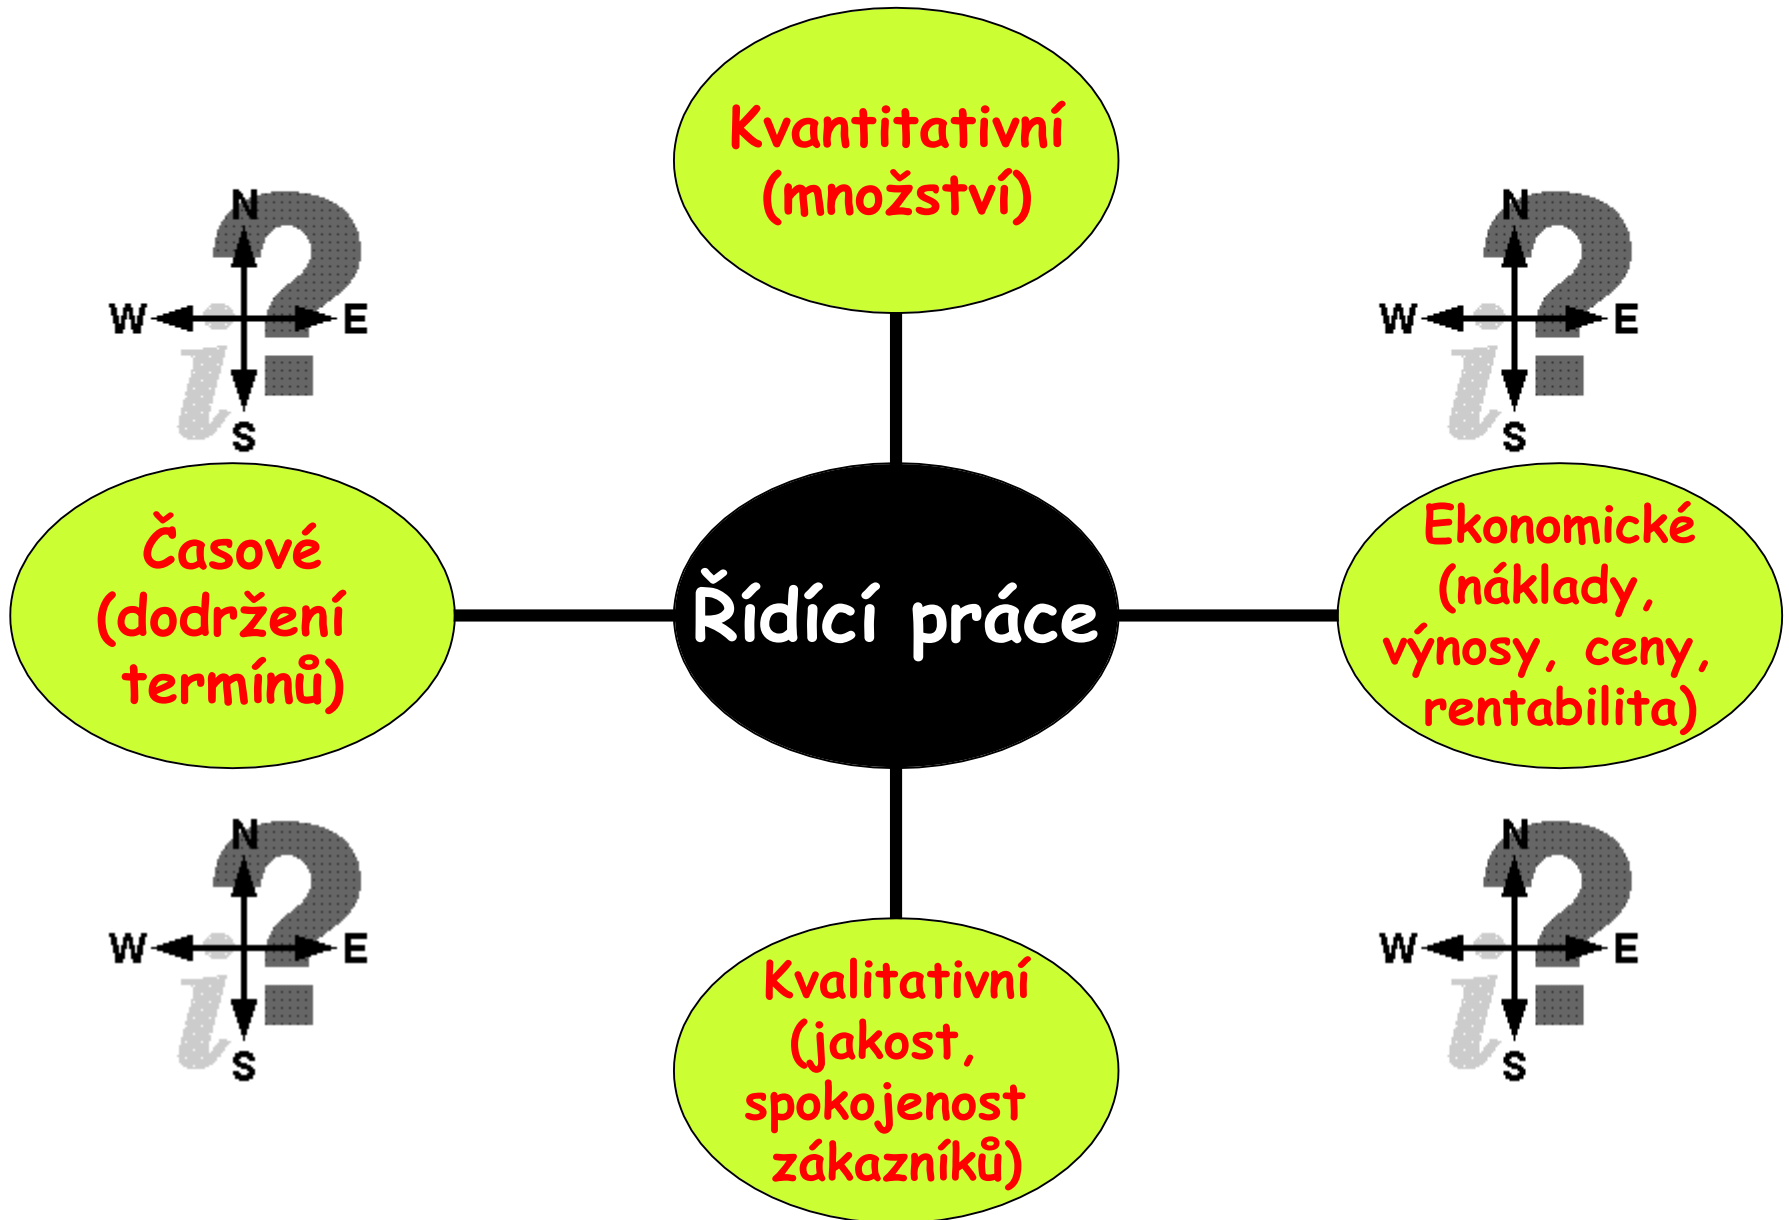 Kvantitativní
(množství)
N
W E
S
i?
N
W E
S
i?
Časové
(dodržení
termínů)
Řídící práce
Ekonomické
(náklady,
výnosy, ceny,
rentabilita)
N
W E
S
i?
N
W E
S
i?
Kvalitativní
(jakost,
spokojenost
zákazníků)